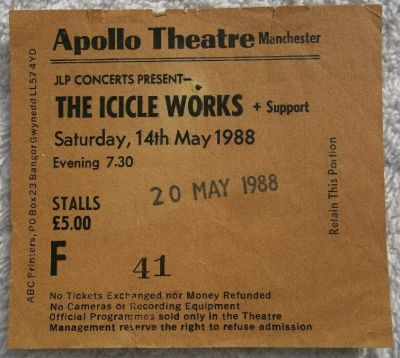 Apollo Theatre Manchester
JLP CONCERTS PRESENT—
THE ICICLE WORKS + Support
Saturday, 14th May 1988
Evening 7.30
20 MAY 1988
STALLS
£5.00
F 41
No Tickets Exchanged nor Money Refunded
No Cameras or Recording Equipment
Official Programmes sold only in the Theatre
Management reserve the right to refuse admission
Retain This Portion
ABC Printers, PO Box 23 Bangor Gwynedd LL57 4YD